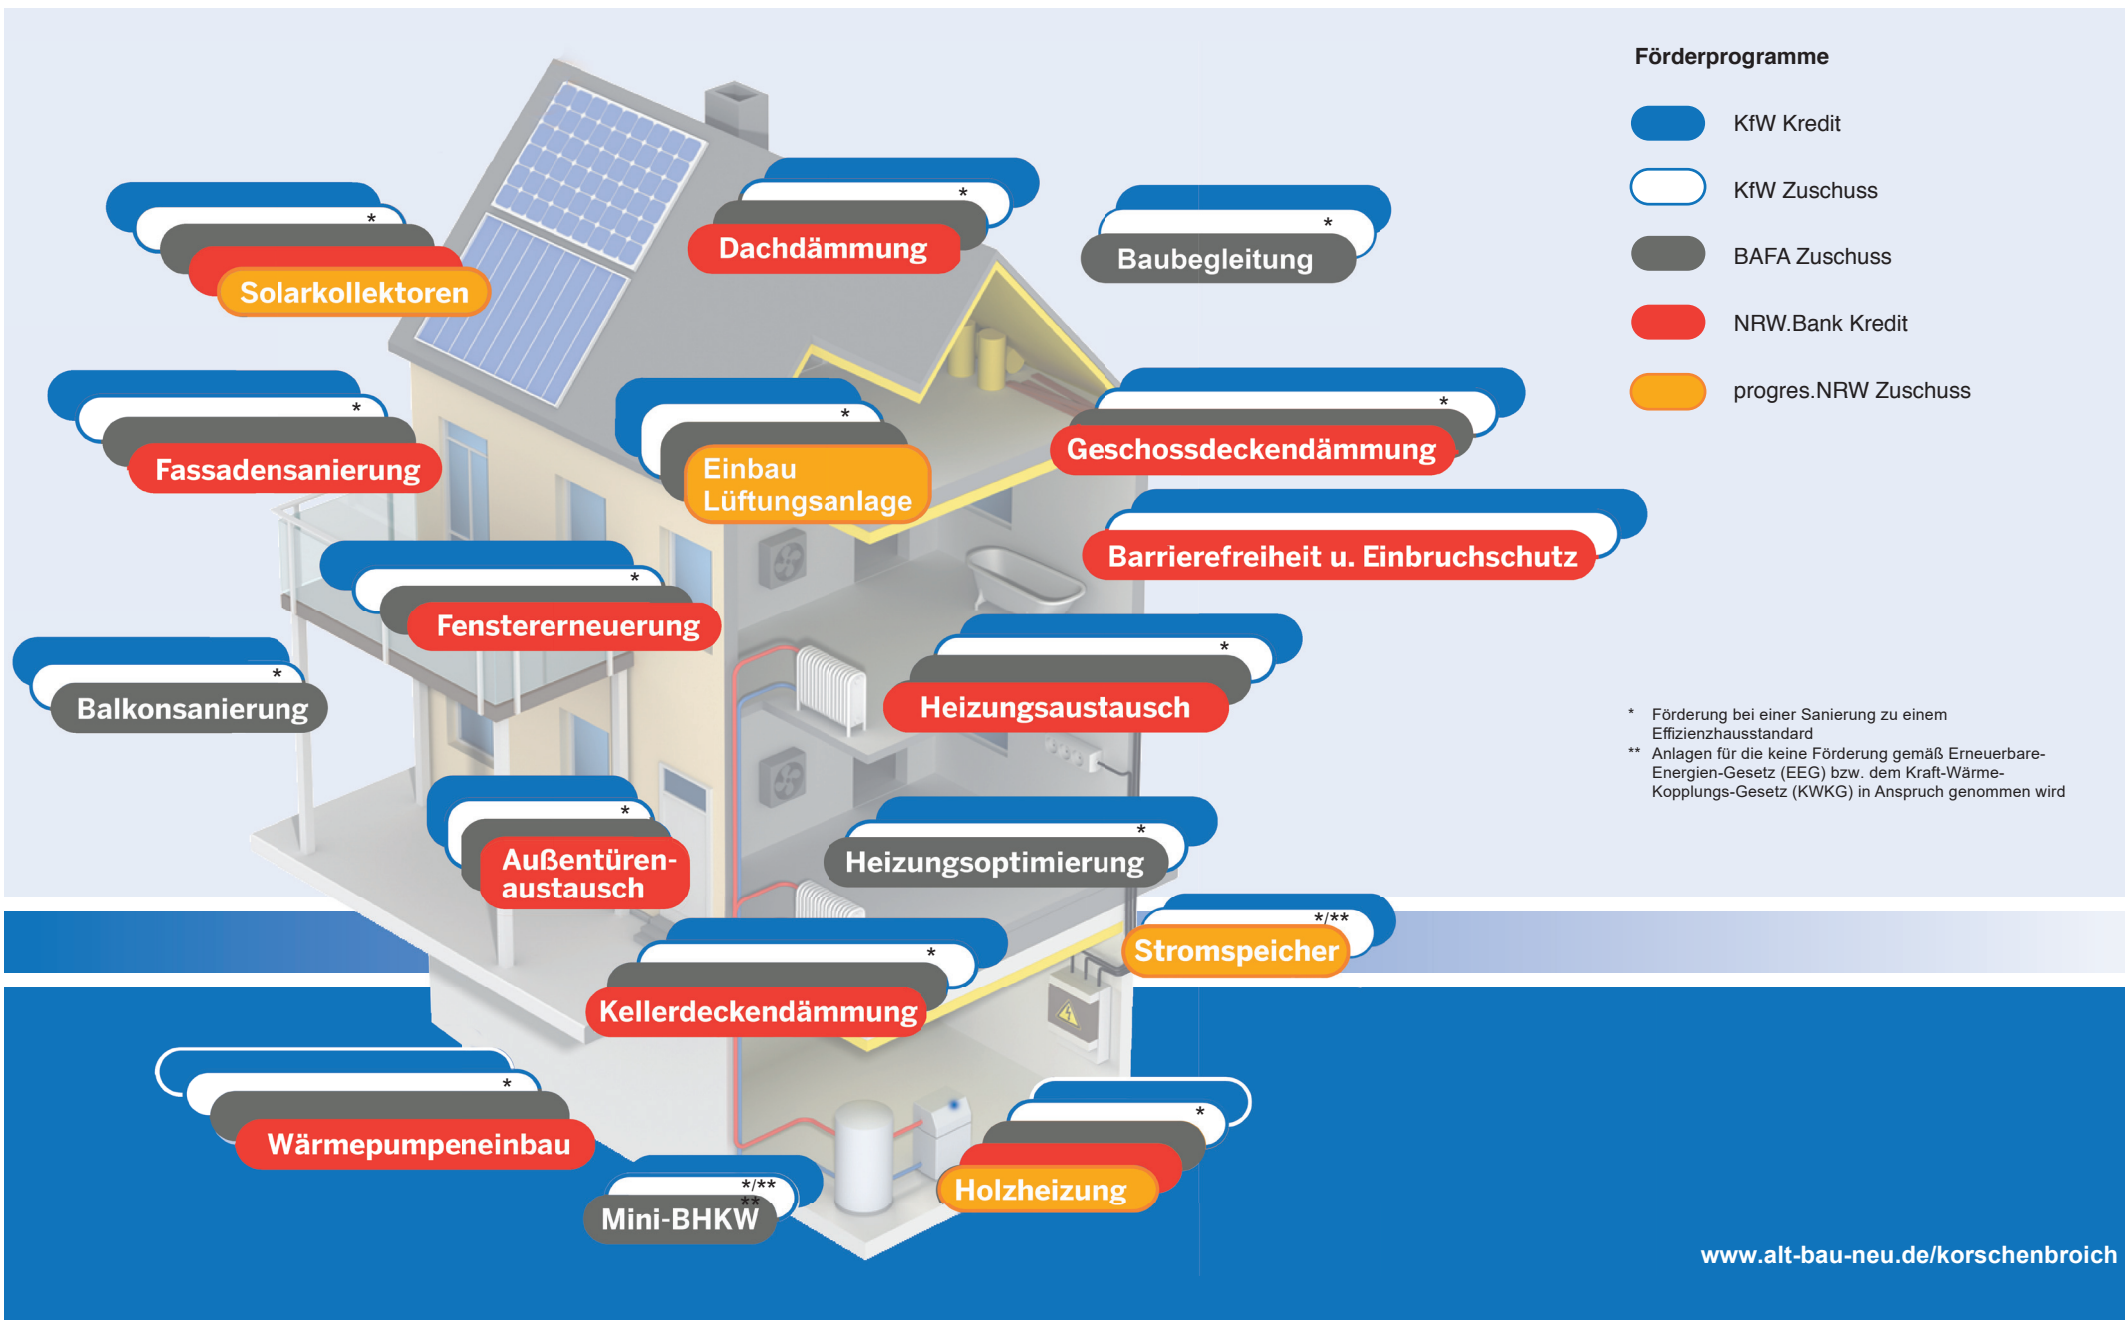 Förderprogramme
KfW Kredit
KfW Zuschuss
BAFA Zuschuss
NRW.Bank Kredit
progres.NRW Zuschuss
*
Solarkollektoren
*
Dachdämmung
*
Baubegleitung
*
Fassadensanierung
*
Einbau
Lüftungsanlage
*
Geschossdeckendämmung
Barrierefreiheit u. Einbruchschutz
*
Fenstererneuerung
*
Balkonsanierung
*
Heizungsaustausch
* Förderung bei einer Sanierung zu einem
Effizienzhausstandard
** Anlagen für die keine Förderung gemäß Erneuerbare-
Energien-Gesetz (EEG) bzw. dem Kraft-Wärme-
Kopplungs-Gesetz (KWKG) in Anspruch genommen wird
*
Außentüren-
austausch
*
Heizungsoptimierung
*/**
Stromspeicher
*
Kellerdeckendämmung
*
Wärmepumpeneinbau
*/**
**
Mini-BHKW
*
Holzheizung
www.alt-bau-neu.de/korschenbroich